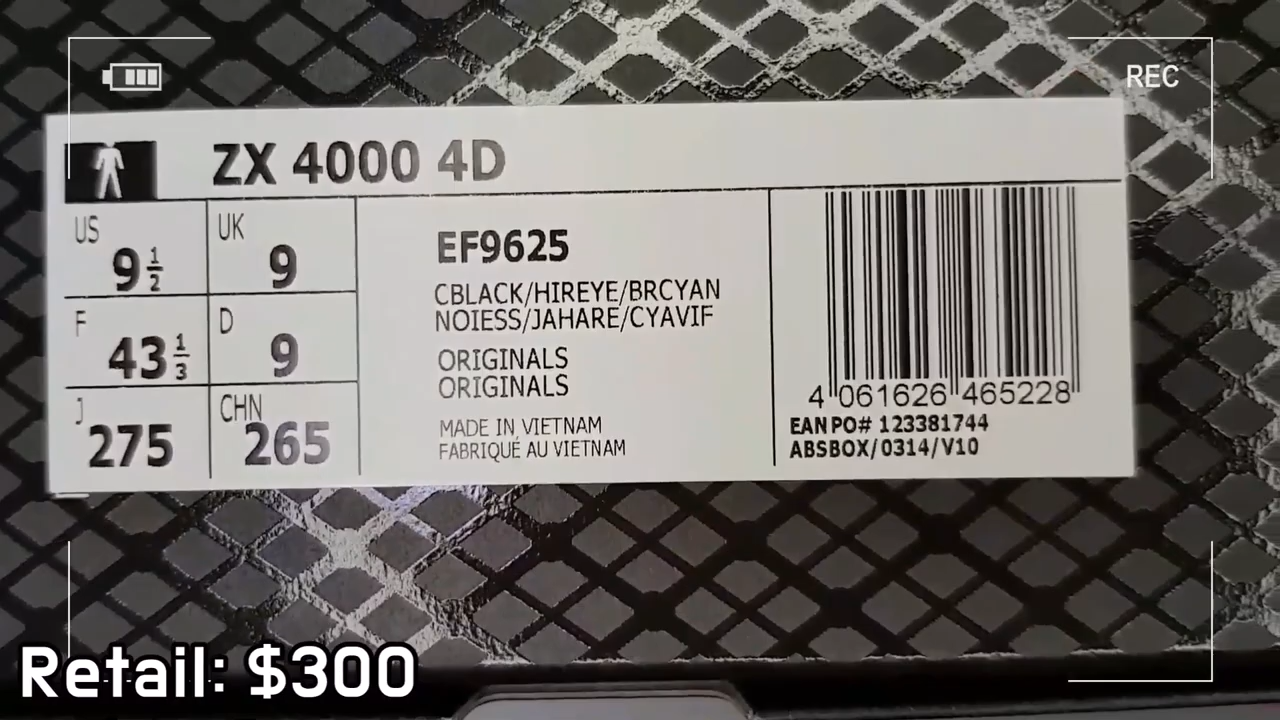 REC
ZX 4000 4D
US
9 1/2
UK
9
F
43 1/3
D
9
J
275
CHN
265
EF9625
CBLACK/HIREYE/BRCYAN
NOIESS/JAHARE/CYAVIF
ORIGINALS
ORIGINALS
MADE IN VIETNAM
FABRIQUÉ AU VIETNAM
4 061626 465228
EAN PO# 123381744
ABSBOX/0314/V10
Retail: $300